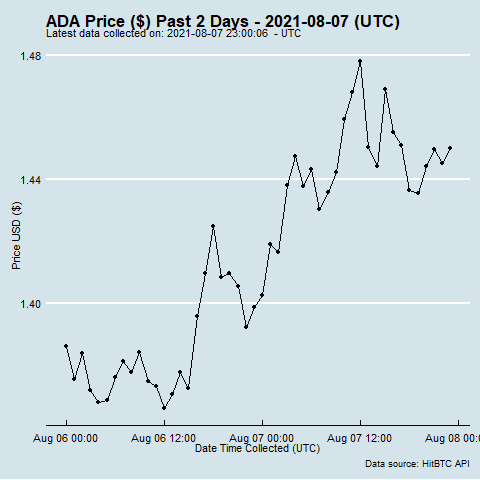 ADA Price ($) Past 2 Days - 2021-08-07 (UTC)
Latest data collected on: 2021-08-07 23:00:06  - UTC
1.48
1.44
1.40
Price USD ($)
Aug 06 00:00 Aug 06 12:00 Aug 07 00:00 Aug 07 12:00 Aug 08 00:
Date Time Collected (UTC)
Data source: HitBTC API